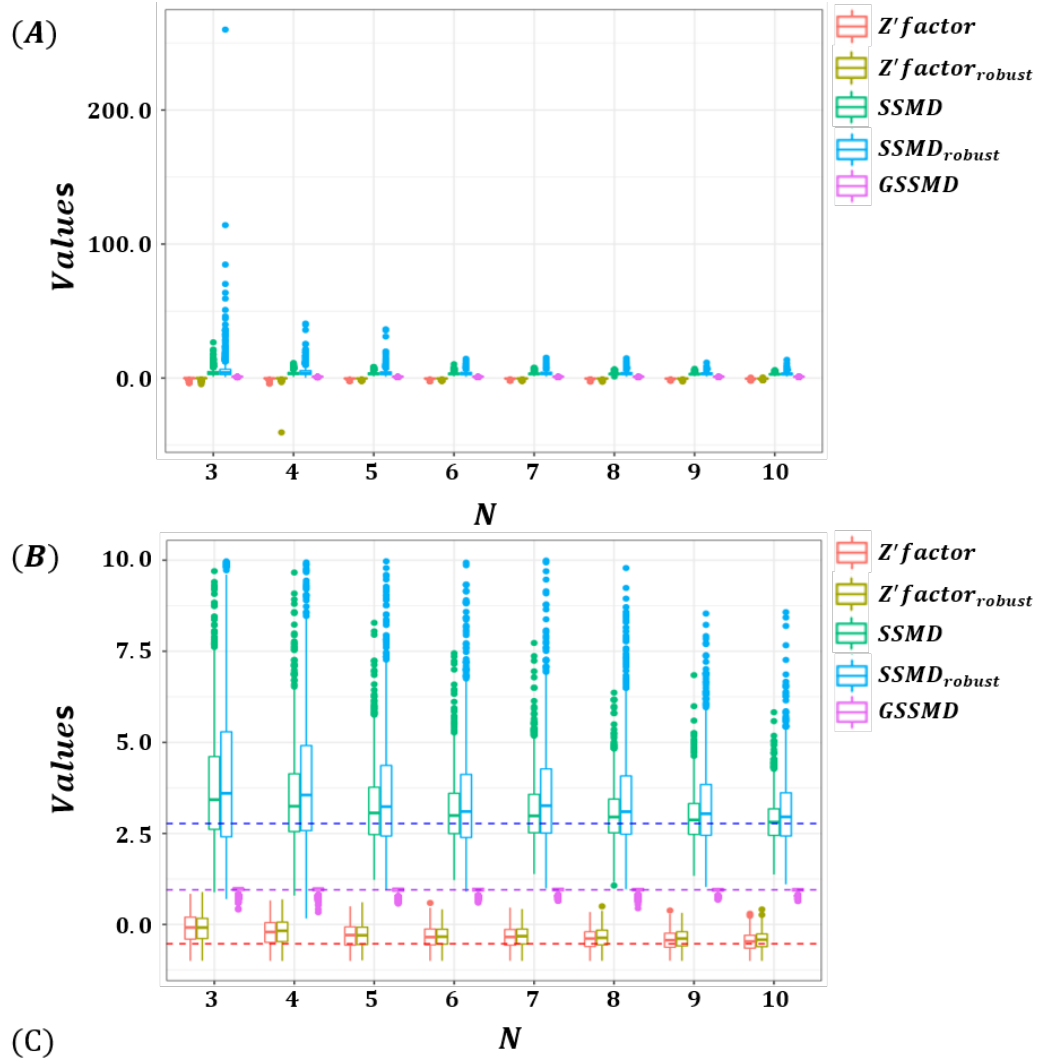 (A)
Values
200.0
100.0
0.0
3 4 5 6 7 8 9 10
N
Z'factor
Z'factor_robust
SSMD
SSMD_robust
GSSMD
(B)
Values
10.0
7.5
5.0
2.5
0.0
3 4 5 6 7 8 9 10
N
Z'factor
Z'factor_robust
SSMD
SSMD_robust
GSSMD
(C)